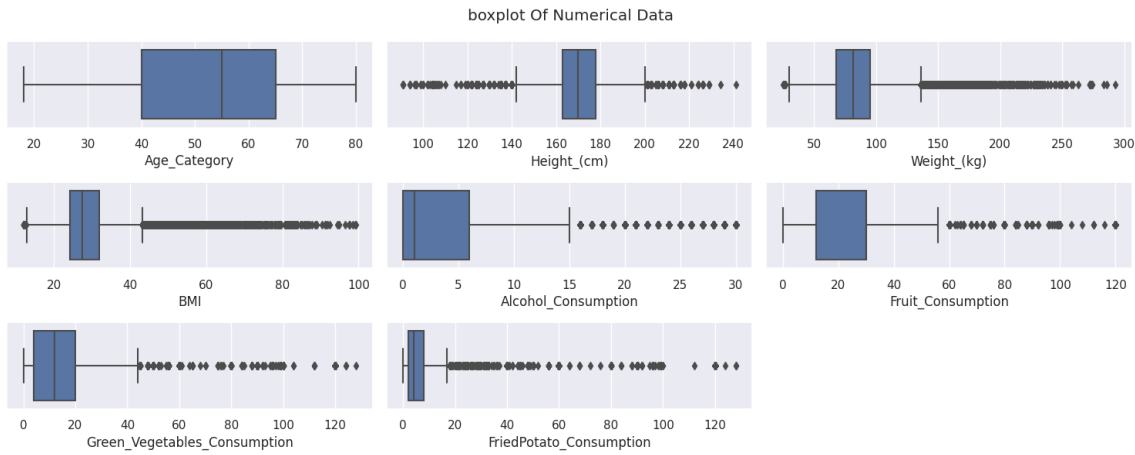 boxplot Of Numerical Data
20 30 40 50 60 70 80
Age_Category
100 120 140 160 180 200 220 240
Height_(cm)
50 100 150 200 250 300
Weight_(kg)
20 40 60 80 100
BMI
0 5 10 15 20 25 30
Alcohol_Consumption
0 20 40 60 80 100 120
Fruit_Consumption
0 20 40 60 80 100 120
Green_Vegetables_Consumption
0 20 40 60 80 100 120
FriedPotato_Consumption